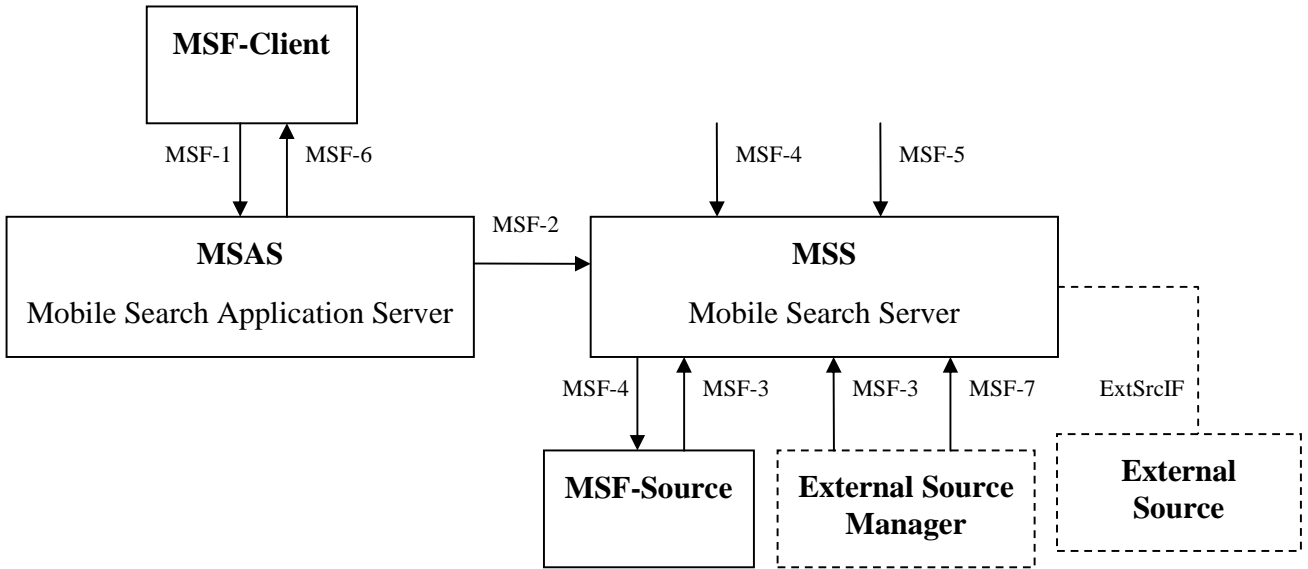 MSF-Client
MSF-1
MSF-6
MSF-4
MSF-5
MSAS
Mobile Search Application Server
MSF-2
MSS
Mobile Search Server
MSF-4
MSF-3
MSF-3
MSF-7
ExtSrcIF
MSF-Source
External Source
Manager
External
Source